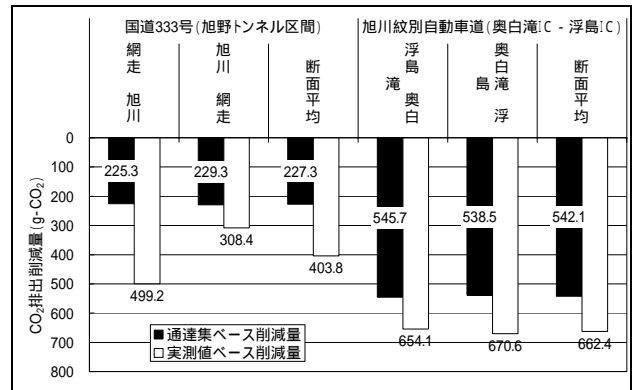 国道333号(旭野トンネル区間) 旭川紋別自動車道(奥白滝IC - 浮島IC)
網走 旭川
旭川 網走
断面平均
浮島 奥白滝
奥白滝 浮島
断面平均
CO₂排出削減量(g-CO₂)
0
100
200
300
400
500
600
700
800
225.3 229.3 227.3 545.7 538.5 542.1
499.2 308.4 403.8 654.1 670.6 662.4
■通達集ベース削減量
□実測値ベース削減量